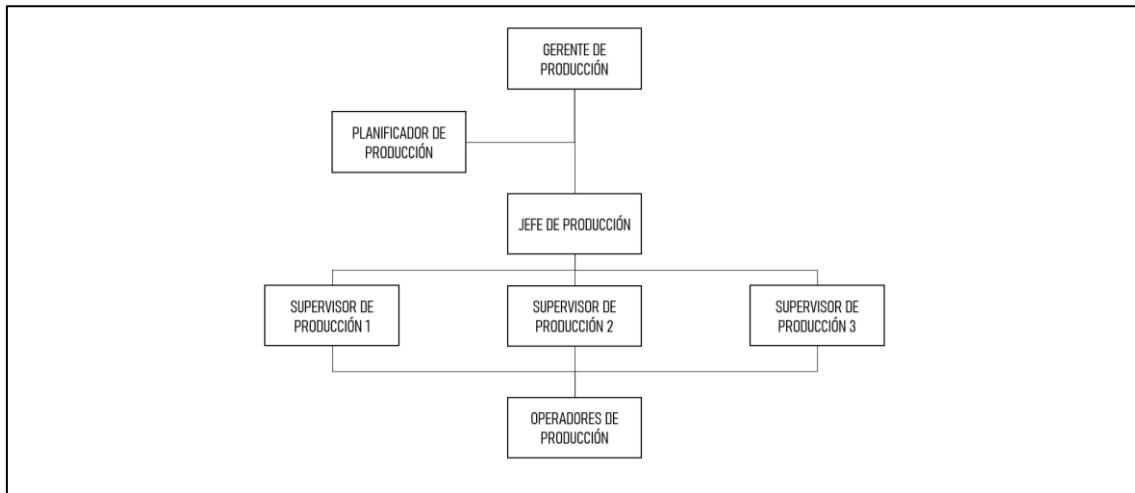 GERENTE DE
PRODUCCIÓN
PLANIFICADOR DE
PRODUCCIÓN
JEFE DE PRODUCCIÓN
SUPERVISOR DE
PRODUCCIÓN 1
SUPERVISOR DE
PRODUCCIÓN 2
SUPERVISOR DE
PRODUCCIÓN 3
OPERADORES DE
PRODUCCIÓN